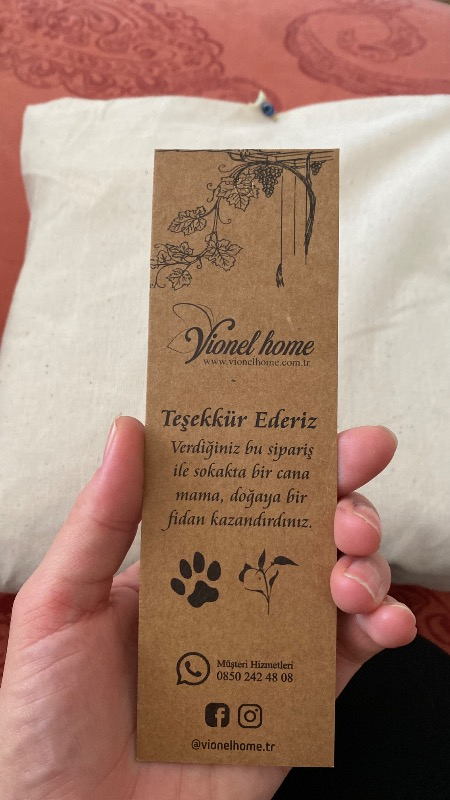 Vionel home
www.vionelhome.com.tr
Teşekkür Ederiz
Verdiğiniz bu sipariş
ile sokakta bir cana
mama, doğaya bir
fidan kazandırdınız.
Müşteri Hizmetleri
0850 242 48 08
@vionelhome.tr